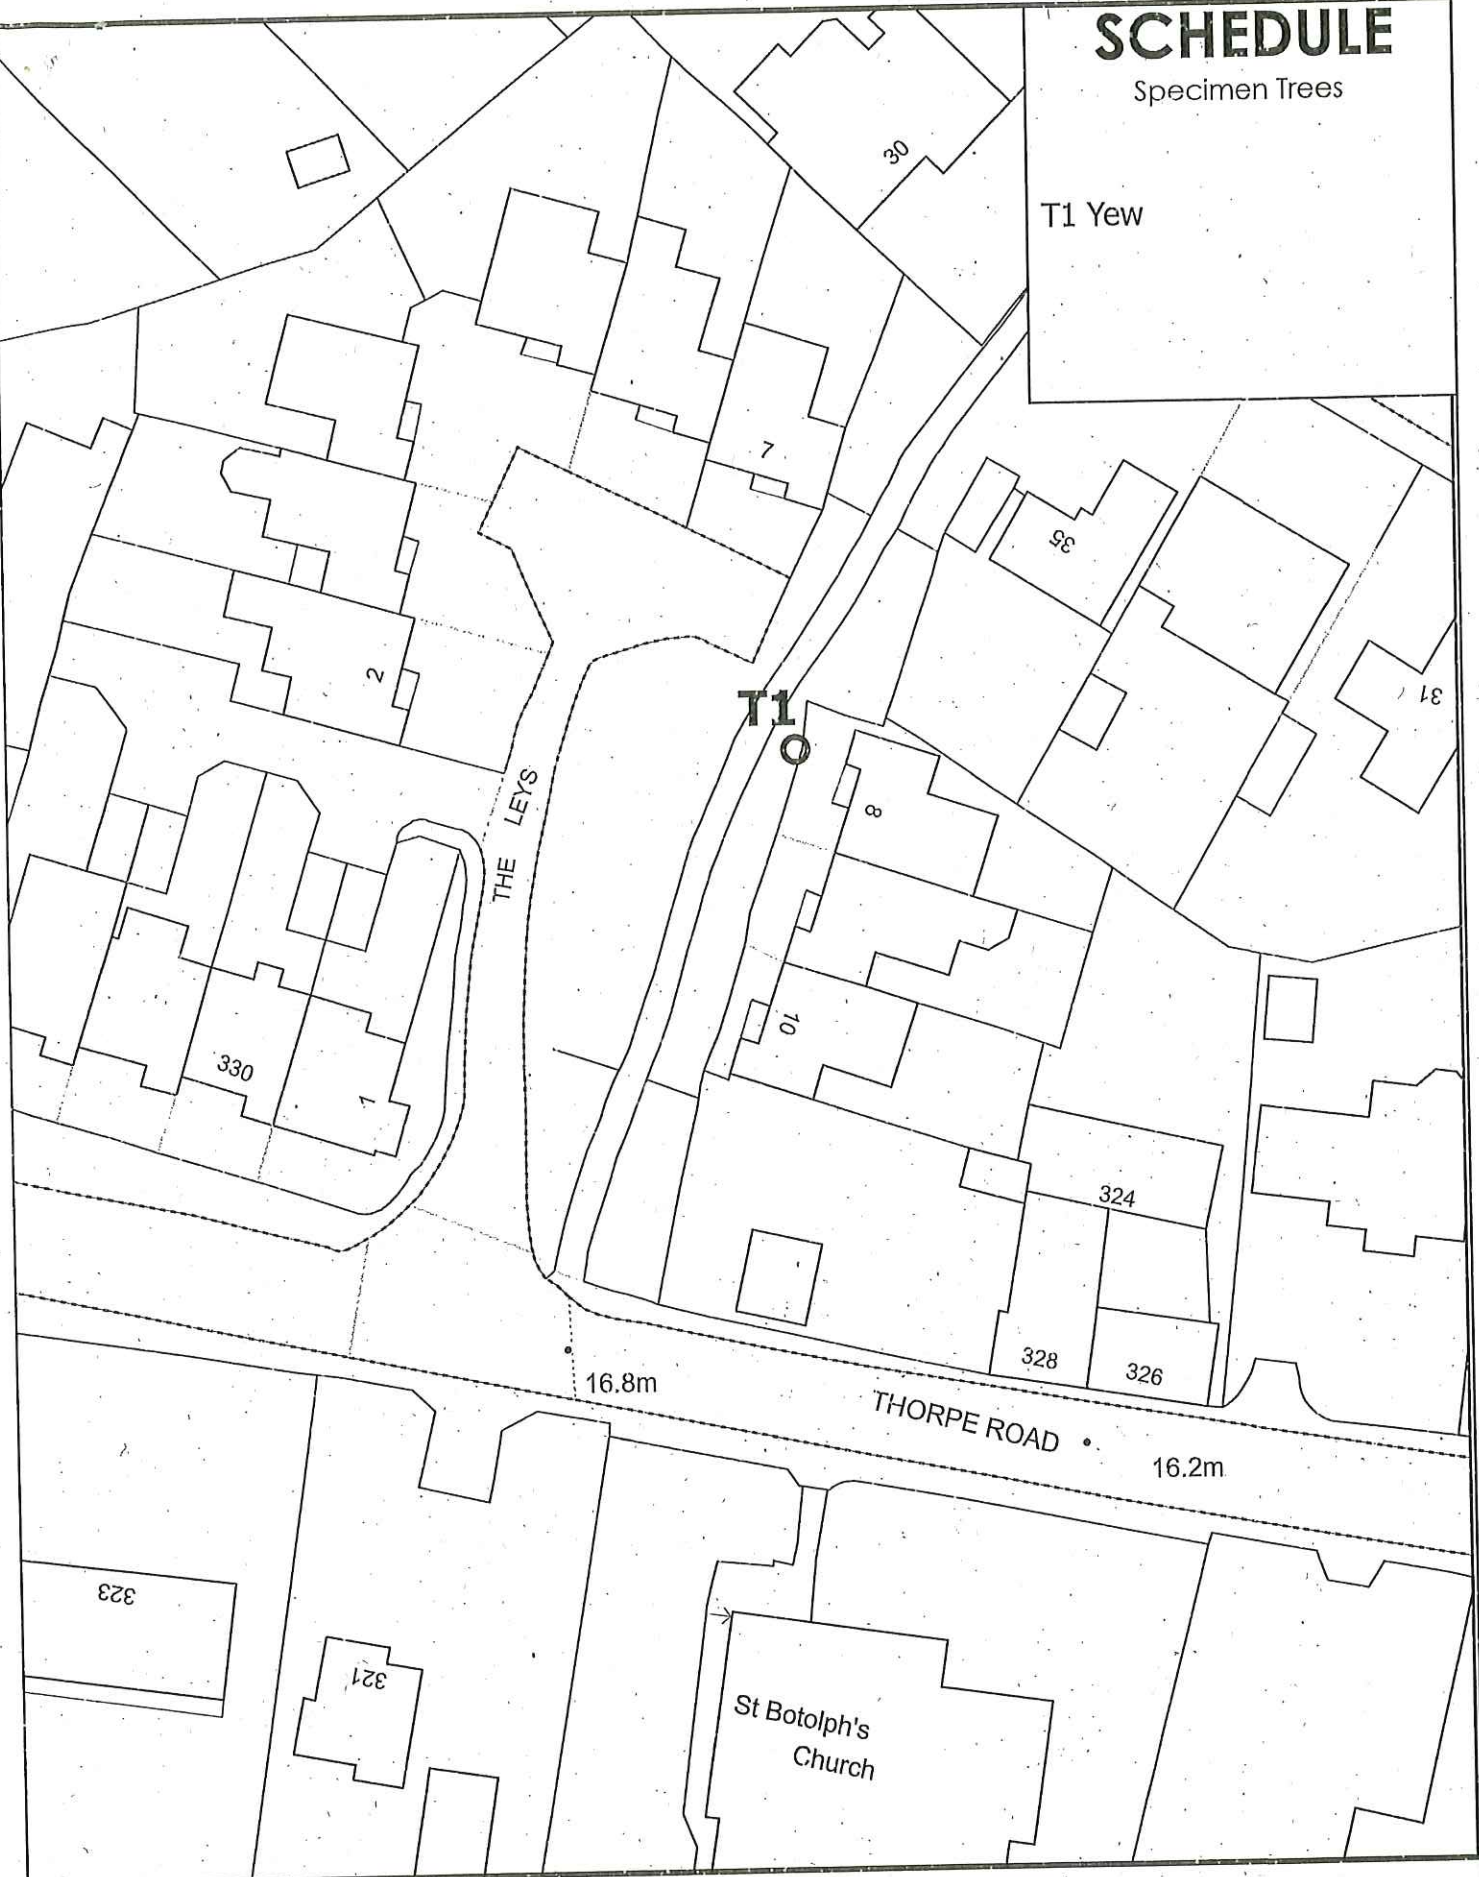 SCHEDULE
Specimen Trees
T1 Yew
30
7
35
31
2
T1
8
THE LEYS
10
330
1
324
328
326
16.8m
THORPE ROAD
16.2m
323
321
St Botolph's
Church